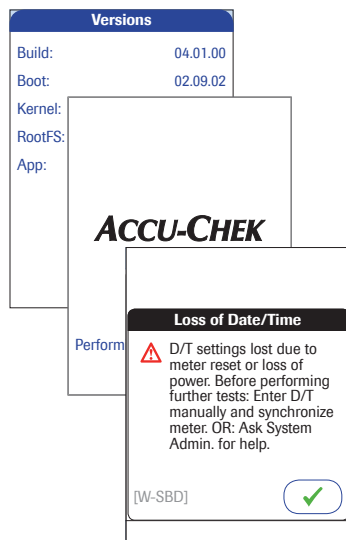 Versions
Build: 04.01.00
Boot: 02.09.02
Kernel:
RootFS:
App:
ACCU-CHEK
Perform
Loss of Date/Time
D/T settings lost due to
meter reset or loss of
power. Before performing
further tests: Enter D/T
manually and synchronize
meter. OR: Ask System
Admin. for help.
[W-SBD]